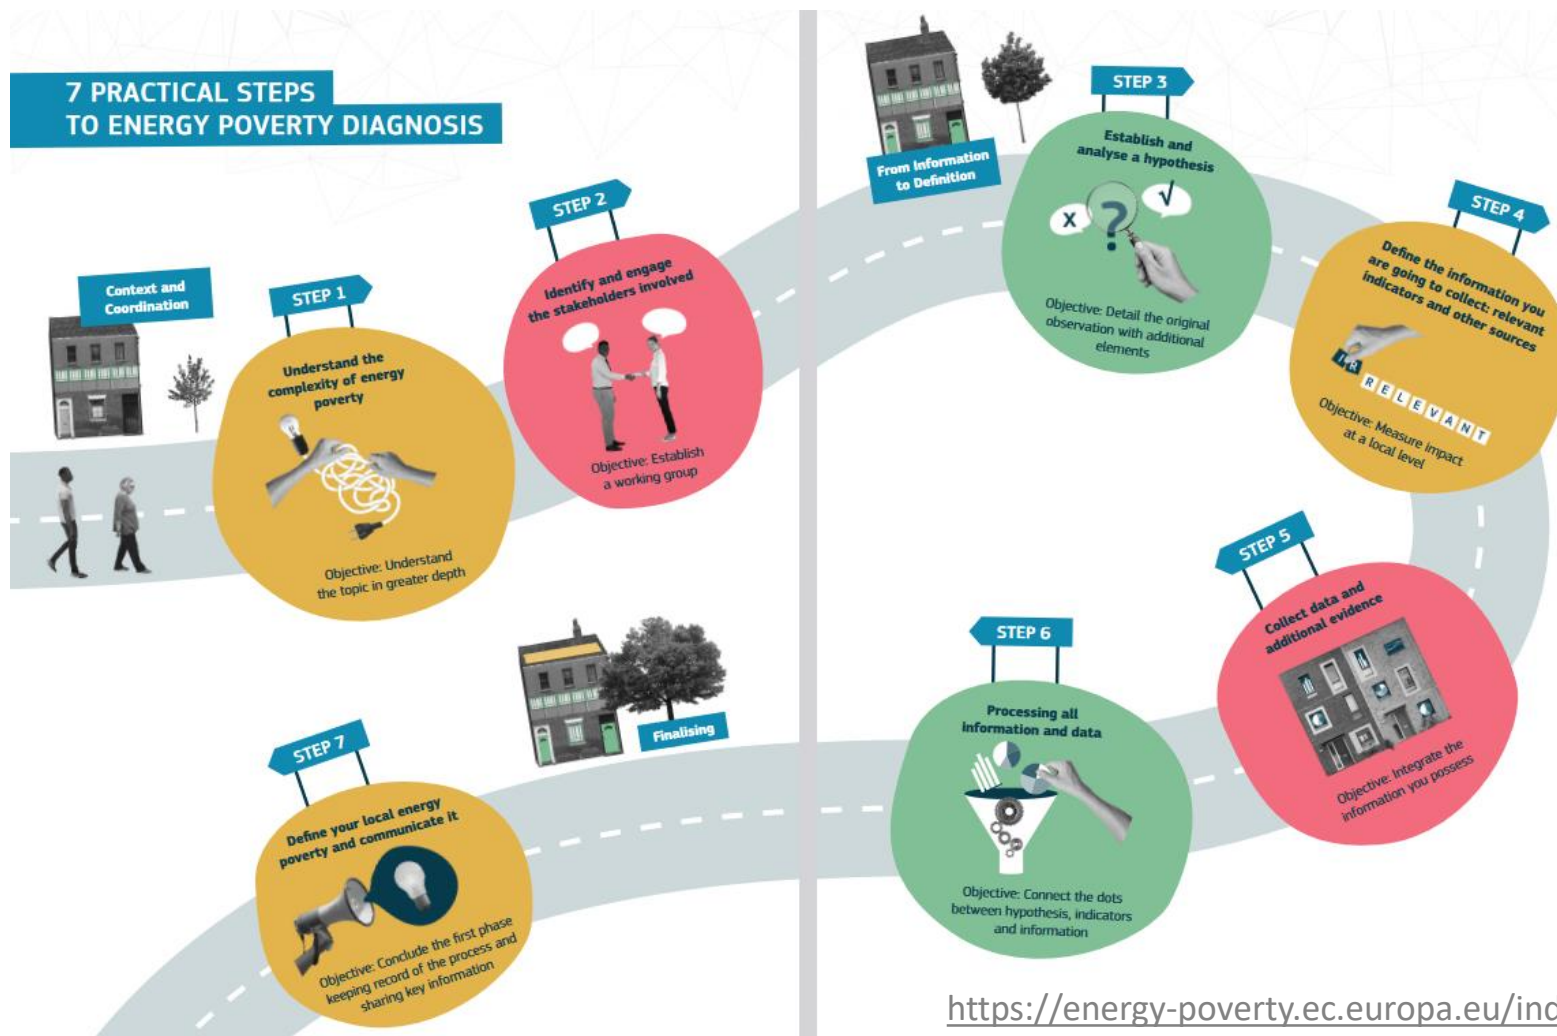 7 PRACTICAL STEPS
TO ENERGY POVERTY DIAGNOSIS
Context and
Coordination
STEP 1
Understand the
complexity of energy
poverty
Objective: Understand
the topic in greater depth
STEP 2
Identify and engage
the stakeholders involved
Objective: Establish
a working group
From Information
to Definition
STEP 3
Establish and
analyse a hypothesis
X
?
√
Objective: Detail the original
observation with additional
elements
STEP 4
Define the information you
are going to collect: relevant
indicators and other sources
IR
RELEVANT
Objective: Measure impact
at a local level
STEP 5
Collect data and
additional evidence
Objective: Integrate the
information you possess
STEP 6
Processing all
information and data
Objective: Connect the dots
between hypothesis, indicators
and information
Finalising
STEP 7
Define your local energy
poverty and communicate it
Objective: Conclude the first phase
keeping record of the process and
sharing key information
https://energy-poverty.ec.europa.eu/ind